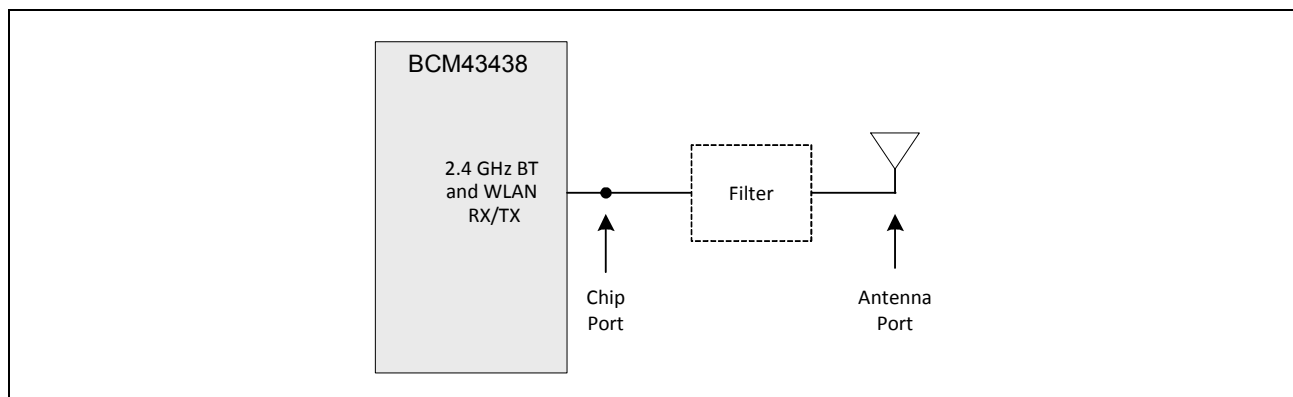 BCM43438
2.4 GHz BT
and WLAN
RX/TX
Filter
Chip
Port
Antenna
Port